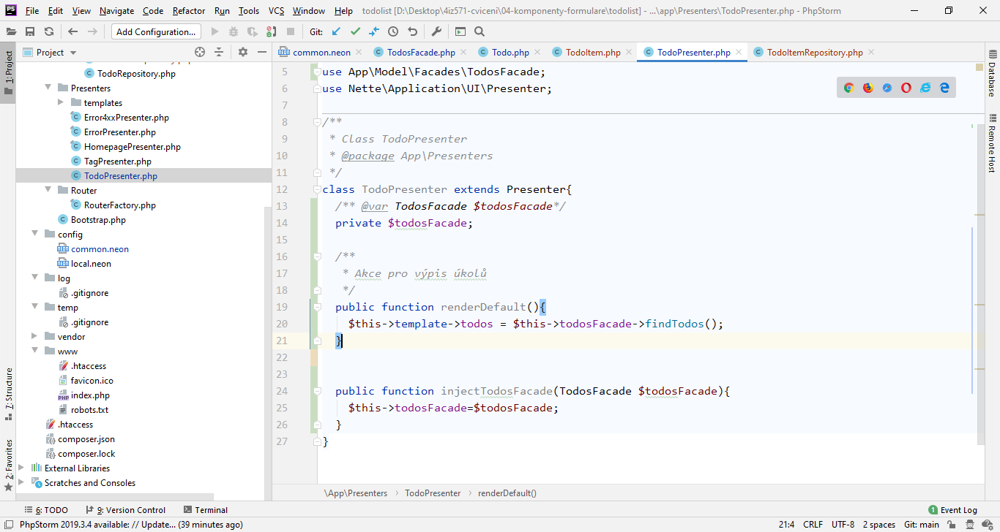 PS File Edit View Navigate Code Refactor Run Tools VCS Window Help todolist [D:\Desktop\4iz571-cviceni\04-komponenty-formulare\todolist] - ...\app\Presenters\TodoPresenter.php - PhpStorm
Add Configuration... Git:
Project
common.neon TodosFacade.php Todo.php TodoItem.php TodoPresenter.php TodoItemRepository.php
1: Project
7: Structure
2: Favorites
TodoRepository.php
Presenters
templates
Error4xxPresenter.php
ErrorPresenter.php
HomepagePresenter.php
TagPresenter.php
TodoPresenter.php
Router
RouterFactory.php
Bootstrap.php
config
common.neon
local.neon
log
.gitignore
temp
.gitignore
vendor
www
.htaccess
favicon.ico
index.php
robots.txt
.htaccess
composer.json
composer.lock
External Libraries
Scratches and Consoles
5 use App\Model\Facades\TodosFacade;
6 use Nette\Application\UI\Presenter;
7
8 /**
9 * Class TodoPresenter
10 * @package App\Presenters
11 */
12 class TodoPresenter extends Presenter{
13 /** @var TodosFacade $todosFacade*/
14 private $todosFacade;
15
16 /**
17 * Akce pro výpis úkolů
18 */
19 public function renderDefault(){
20 $this->template->todos = $this->todosFacade->findTodos();
21 }
22
23
24 public function injectTodosFacade(TodosFacade $todosFacade){
25 $this->todosFacade=$todosFacade;
26 }
27 }
Database
Remote Host
\App\Presenters TodoPresenter renderDefault()
6: TODO 9: Version Control Terminal 1 Event Log
PhpStorm 2019.3.4 available: // Update... (39 minutes ago) 21:4 CRLF UTF-8 2 spaces Git: main